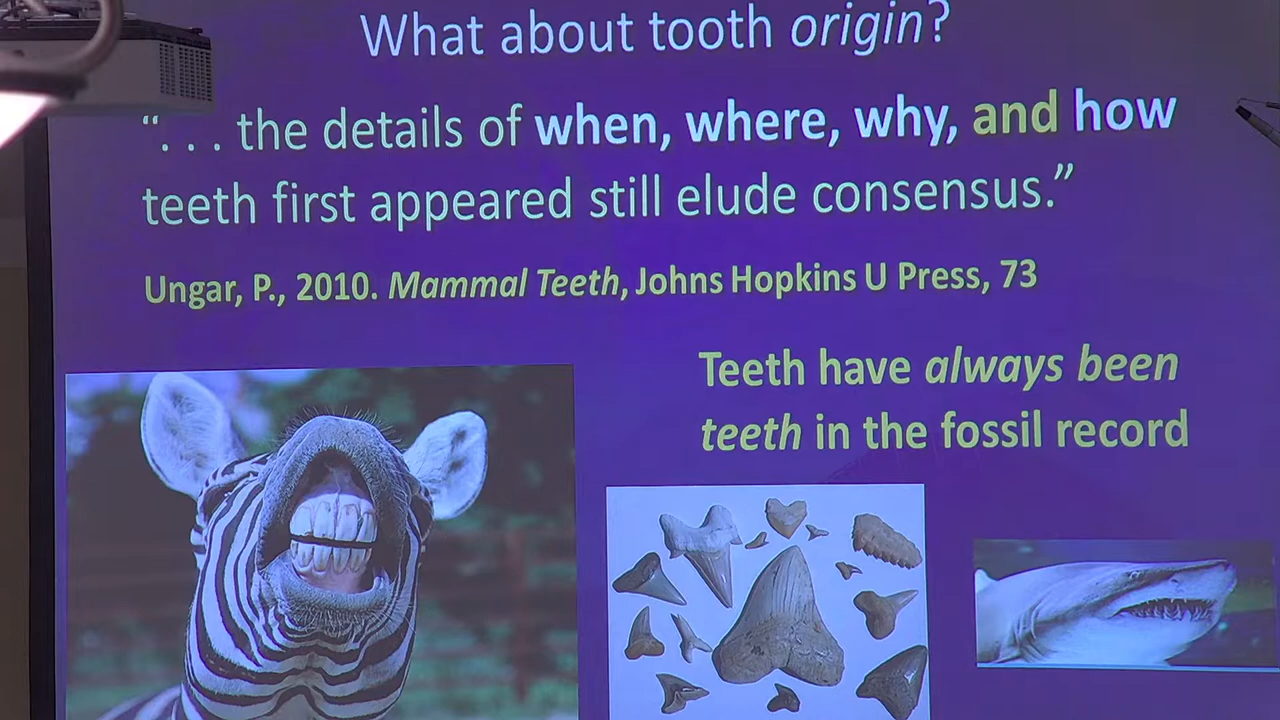 What about tooth origin?
“. . . the details of when, where, why, and how
teeth first appeared still elude consensus.”
Ungar, P., 2010. Mammal Teeth, Johns Hopkins U Press, 73
Teeth have always been
teeth in the fossil record